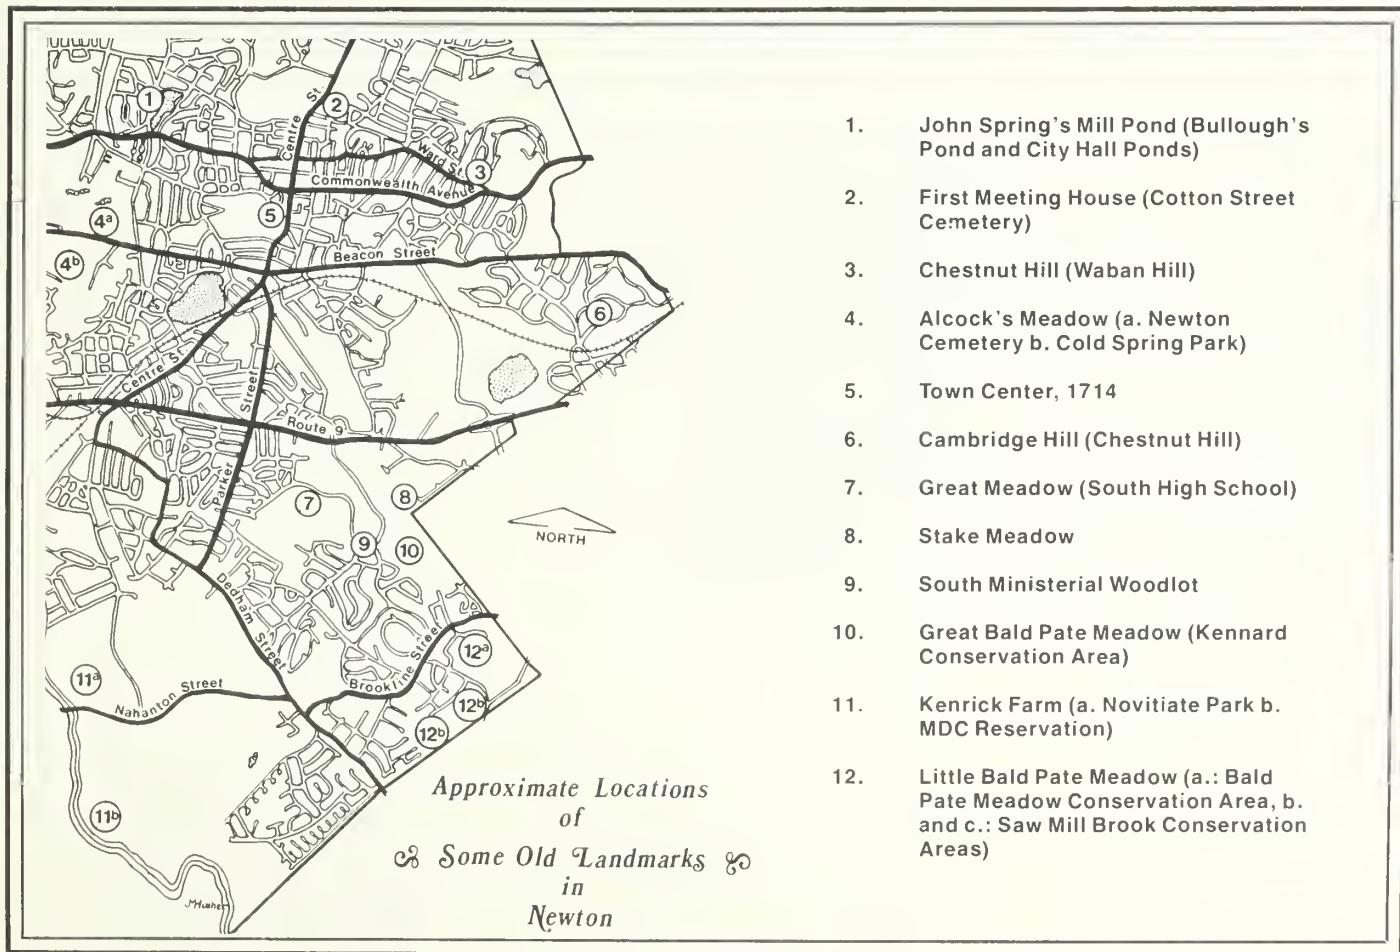 1
2
Centre St.
Ward St.
3
Commonwealth Avenue
5
4a
Beacon Street
4b
6
Centre St.
Street
Route 9
Parker
7
8
NORTH
9
10
Dedham Street
Brookline Street
12a
11a
Nahanton Street
12b
12b
11b
Approximate Locations
of
Some Old Landmarks
in
Newton
1. John Spring's Mill Pond (Bullough's
Pond and City Hall Ponds)
2. First Meeting House (Cotton Street
Cemetery)
3. Chestnut Hill (Waban Hill)
4. Alcock's Meadow (a. Newton
Cemetery b. Cold Spring Park)
5. Town Center, 1714
6. Cambridge Hill (Chestnut Hill)
7. Great Meadow (South High School)
8. Stake Meadow
9. South Ministerial Woodlot
10. Great Bald Pate Meadow (Kennard
Conservation Area)
11. Kenrick Farm (a. Novitiate Park b.
MDC Reservation)
12. Little Bald Pate Meadow (a.: Bald
Pate Meadow Conservation Area, b.
and c.: Saw Mill Brook Conservation
Areas)